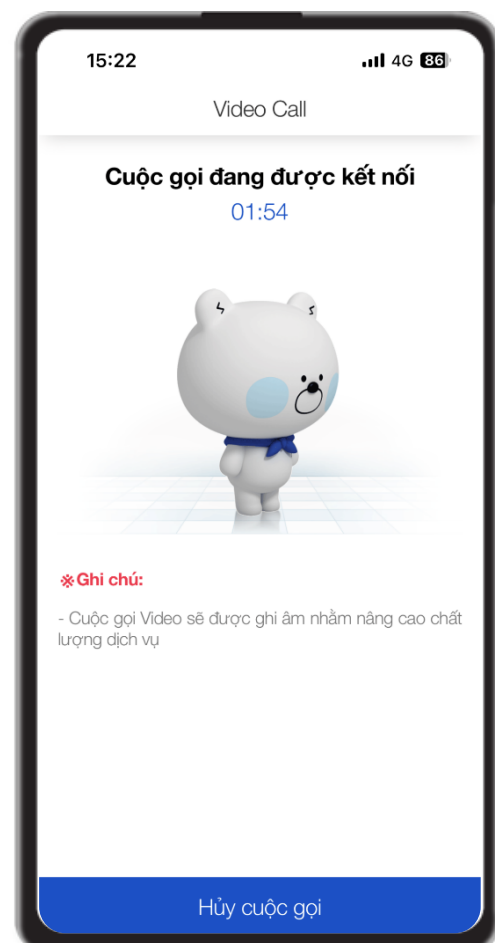 15:22 4G 86
Video Call
Cuộc gọi đang được kết nối
01:54
※Ghi chú:
- Cuộc gọi Video sẽ được ghi âm nhằm nâng cao chất
lượng dịch vụ
Hủy cuộc gọi